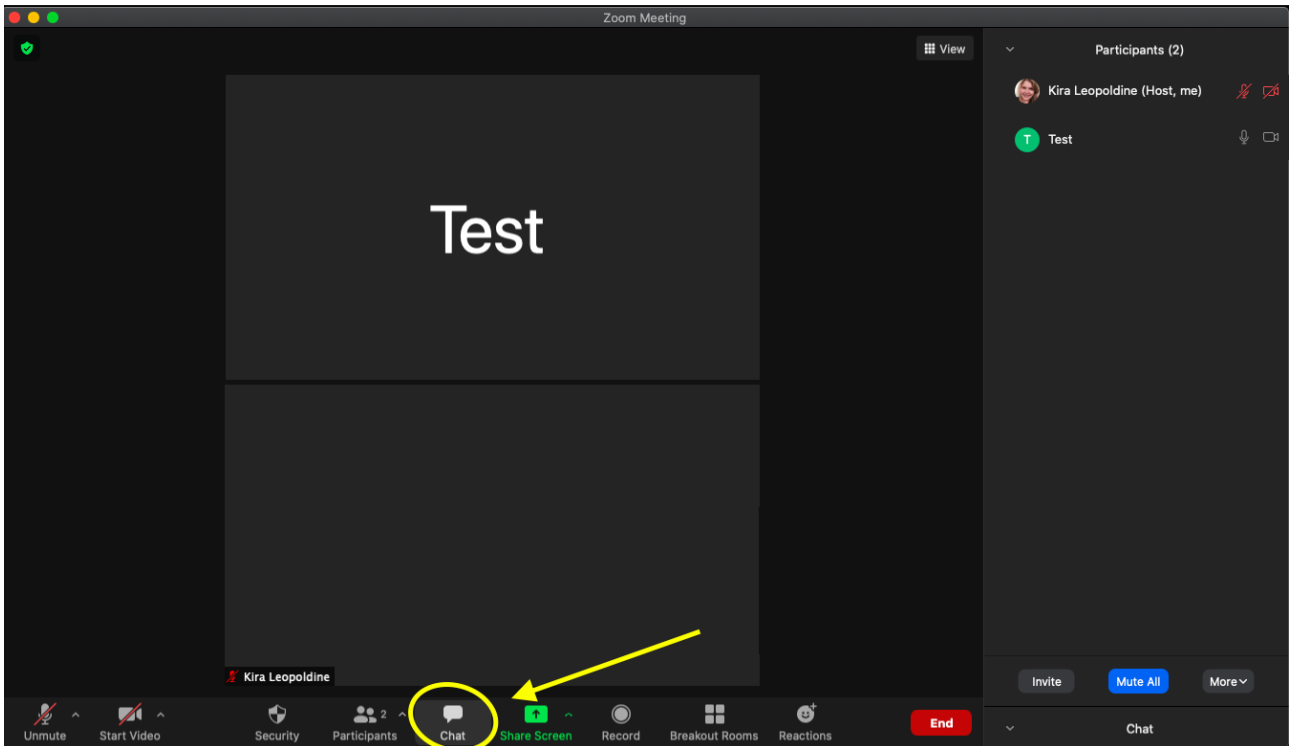 Zoom Meeting
View
Participants (2)
Kira Leopoldine (Host, me)
T Test
Test
Kira Leopoldine
Invite Mute All More
Unmute Start Video Security Participants 2 Chat Share Screen Record Breakout Rooms Reactions End
Chat